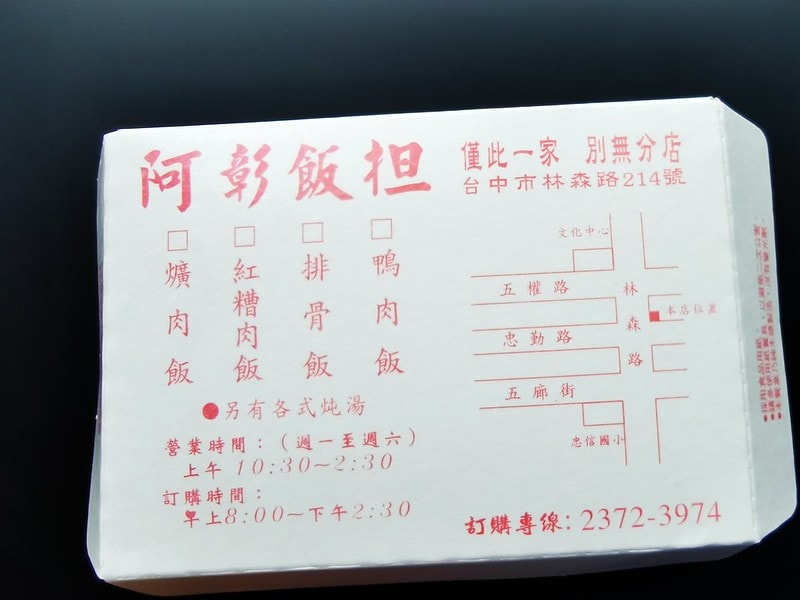 阿彰飯担
僅此一家 別無分店
台中市林森路214號
□爌肉飯
□紅糟肉飯
□排骨飯
□鴨肉飯
●另有各式炖湯
營業時間：（週一至週六）
上午 10:30～2:30
訂購時間：
早上8:00～下午2:30
文化中心
五權路
林森路
本店位置
忠勤路
五廊街
忠信國小
訂購專線: 2372-3974